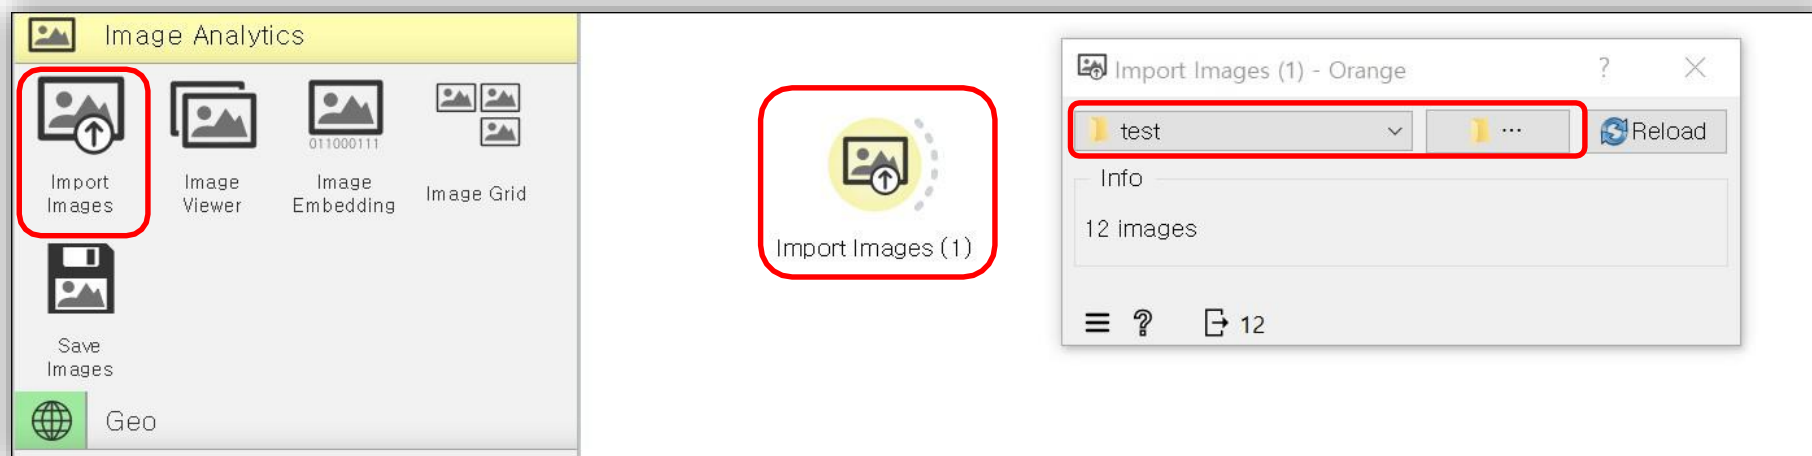 Image Analytics
Import Images
Image Viewer
011000111
Image Embedding
Image Grid
Save Images
Geo
Import Images (1)
Import Images (1) - Orange
?
test
...
Reload
Info
12 images
?
12